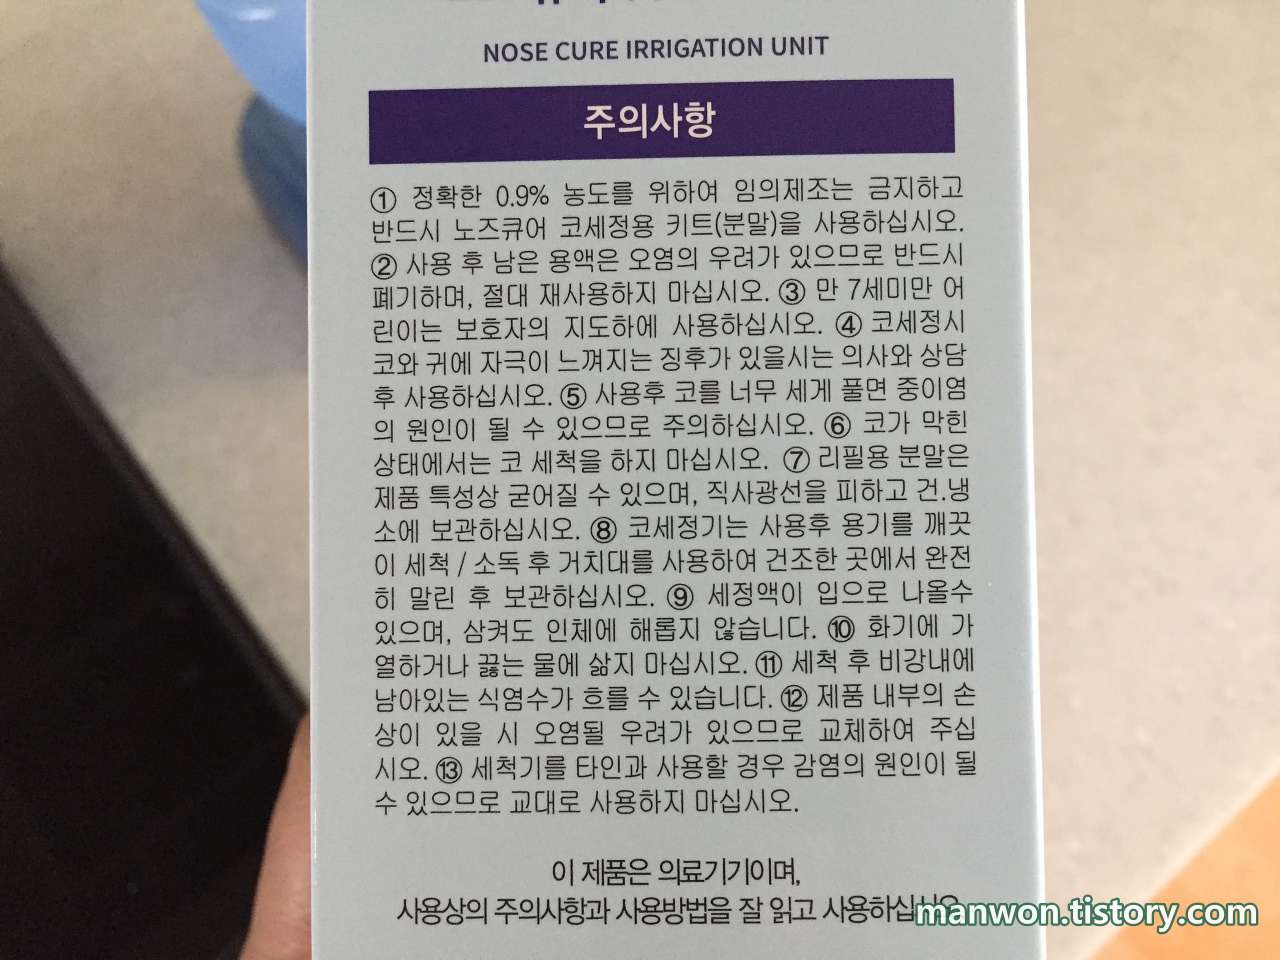 NOSE CURE IRRIGATION UNIT
주의사항
① 정확한 0.9% 농도를 위하여 임의제조는 금지하고
반드시 노즈큐어 코세정용 키트(분말)을 사용하십시오.
② 사용 후 남은 용액은 오염의 우려가 있으므로 반드시
폐기하며, 절대 재사용하지 마십시오. ③ 만 7세미만 어
린이는 보호자의 지도하에 사용하십시오. ④ 코세정시
코와 귀에 자극이 느껴지는 징후가 있을시는 의사와 상담
후 사용하십시오. ⑤ 사용후 코를 너무 세게 풀면 중이염
의 원인이 될 수 있으므로 주의하십시오. ⑥ 코가 막힌
상태에서는 코 세척을 하지 마십시오. ⑦ 리필용 분말은
제품 특성상 굳어질 수 있으며, 직사광선을 피하고 건.냉
소에 보관하십시오. ⑧ 코세정기는 사용후 용기를 깨끗
이 세척 / 소독 후 거치대를 사용하여 건조한 곳에서 완전
히 말린 후 보관하십시오. ⑨ 세정액이 입으로 나올수
있으며, 삼켜도 인체에 해롭지 않습니다. ⑩ 화기에 가
열하거나 끓는 물에 삶지 마십시오. ⑪ 세척 후 비강내에
남아있는 식염수가 흐를 수 있습니다. ⑫ 제품 내부의 손
상이 있을 시 오염될 우려가 있으므로 교체하여 주십
시오. ⑬ 세척기를 타인과 사용할 경우 감염의 원인이 될
수 있으므로 교대로 사용하지 마십시오.
이 제품은 의료기기이며,
사용상의 주의사항과 사용방법을 잘 읽고 사용하십시오
manwon.tistory.com